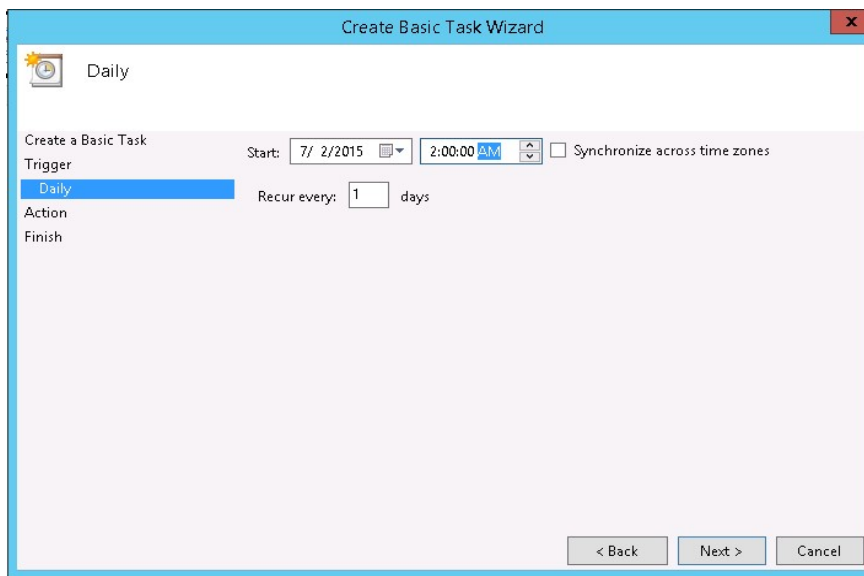 Create Basic Task Wizard
x
Daily
Create a Basic Task
Trigger
Daily
Action
Finish
Start: 7/ 2/2015 2:00:00 AM Synchronize across time zones
Recur every: 1 days
< Back Next > Cancel